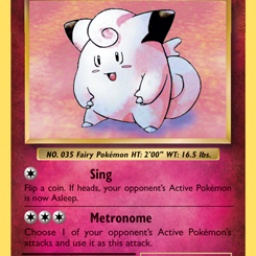 NO. 035 Fairy Pokémon HT: 2'00" WT: 16.5 lbs.
Sing
Flip a coin. If heads, your opponent's Active Pokémon
is now Asleep.
Metronome
Choose 1 of your opponent's Active Pokémon's
attacks and use it as this attack.